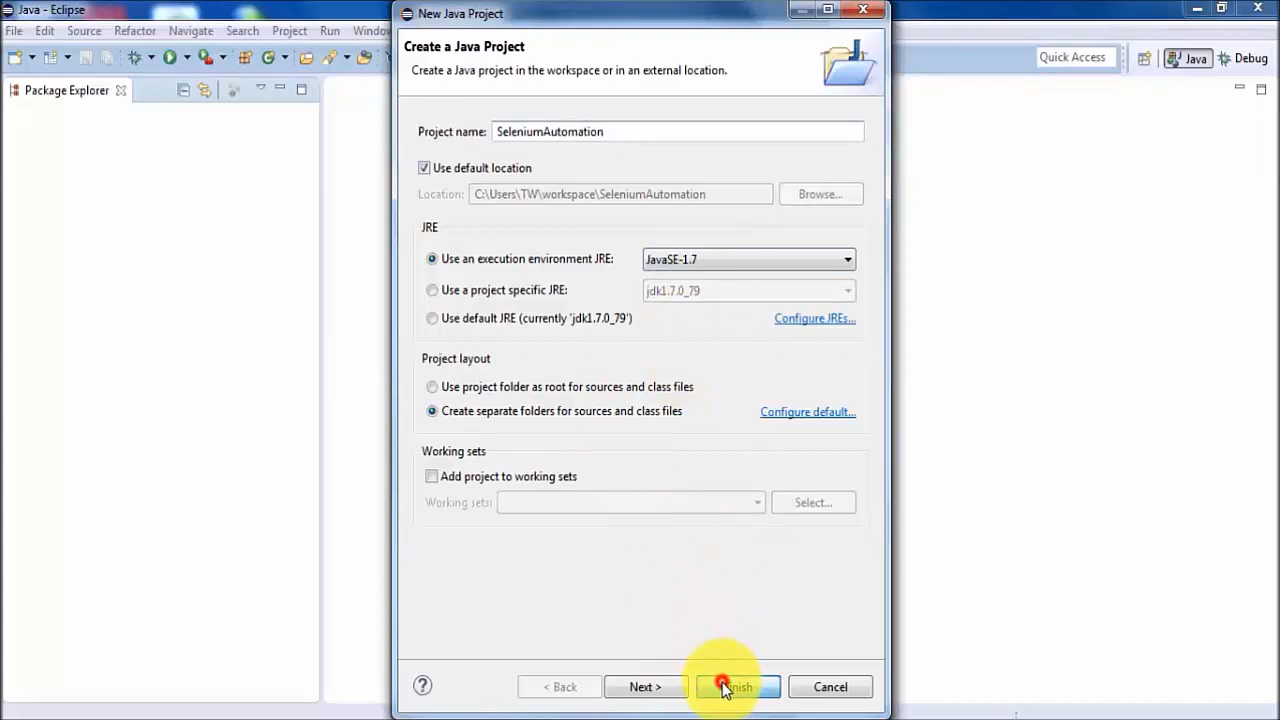 Java - Eclipse
New Java Project
File Edit Source Refactor Navigate Search Project Run Window
Create a Java Project
Create a Java project in the workspace or in an external location.
Quick Access
Java
Debug
Package Explorer
Project name: SeleniumAutomation
Use default location
Location: C:\Users\TW\workspace\SeleniumAutomation Browse...
JRE
Use an execution environment JRE: JavaSE-1.7
Use a project specific JRE: jdk1.7.0_79
Use default JRE (currently 'jdk1.7.0_79') Configure JREs...
Project layout
Use project folder as root for sources and class files
Create separate folders for sources and class files Configure default...
Working sets
Add project to working sets
Working sets: Select...
< Back Next > Cancel